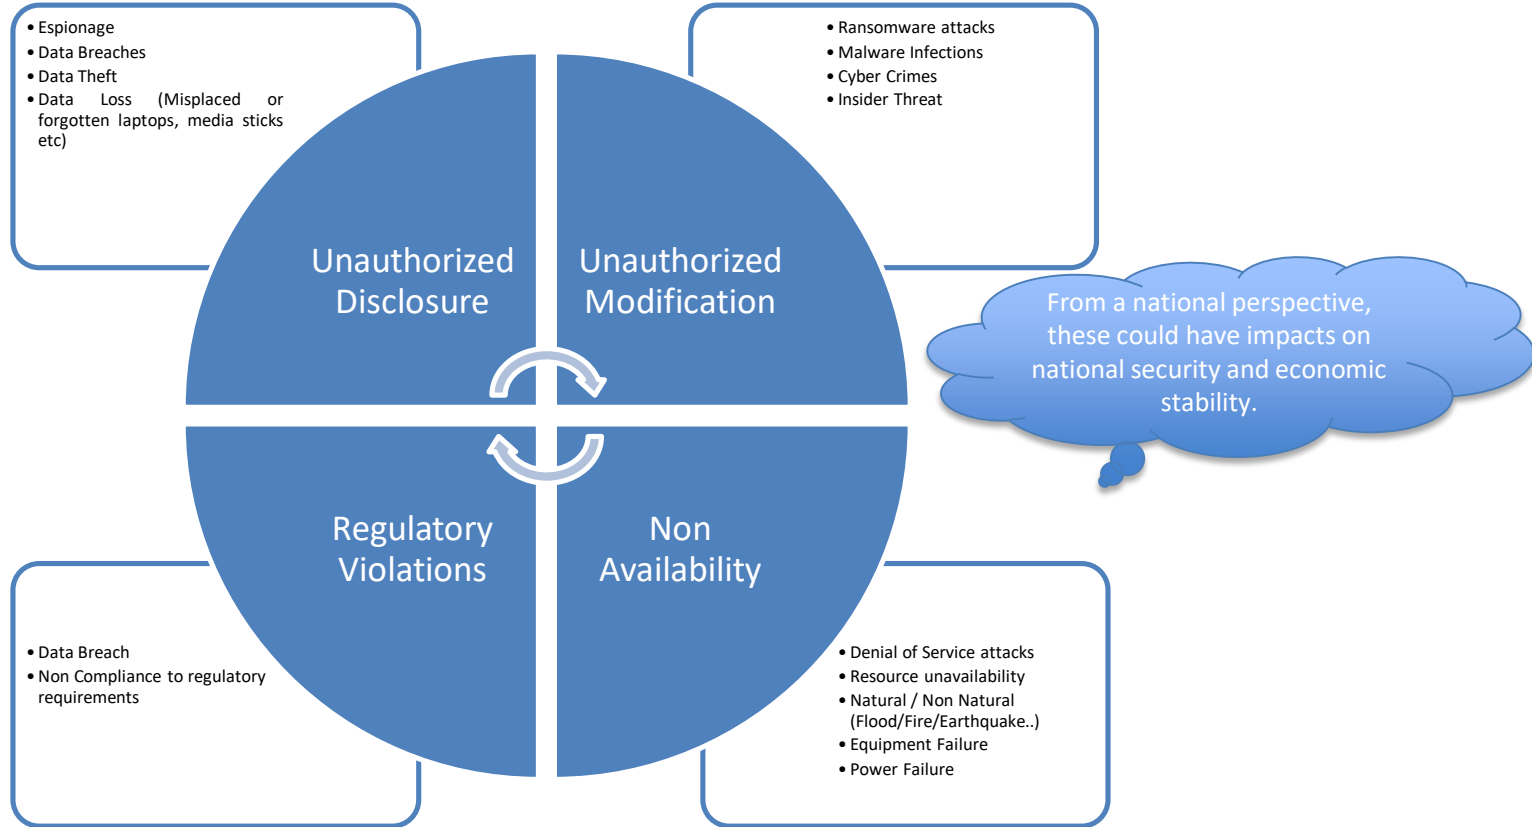 • Espionage
• Data Breaches
• Data Theft
• Data Loss (Misplaced or
forgotten laptops, media sticks
etc)
• Ransomware attacks
• Malware Infections
• Cyber Crimes
• Insider Threat
Unauthorized
Disclosure
Unauthorized
Modification
From a national perspective,
these could have impacts on
national security and economic
stability.
Regulatory
Violations
Non
Availability
• Data Breach
• Non Compliance to regulatory
requirements
• Denial of Service attacks
• Resource unavailability
• Natural / Non Natural
(Flood/Fire/Earthquake..)
• Equipment Failure
• Power Failure